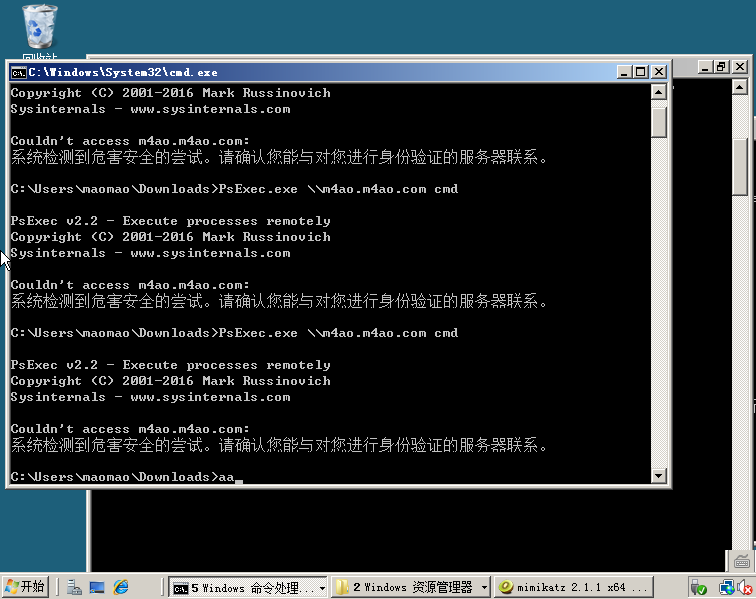 回收站
C:\Windows\System32\cmd.exe
Copyright (C) 2001-2016 Mark Russinovich
Sysinternals - www.sysinternals.com
Couldn't access m4ao.m4ao.com:
系统检测到危害安全的尝试。请确认您能与对您进行身份验证的服务器联系。
C:\Users\maomao\Downloads>PsExec.exe \\m4ao.m4ao.com cmd
PsExec v2.2 - Execute processes remotely
Copyright (C) 2001-2016 Mark Russinovich
Sysinternals - www.sysinternals.com
Couldn't access m4ao.m4ao.com:
系统检测到危害安全的尝试。请确认您能与对您进行身份验证的服务器联系。
C:\Users\maomao\Downloads>PsExec.exe \\m4ao.m4ao.com cmd
PsExec v2.2 - Execute processes remotely
Copyright (C) 2001-2016 Mark Russinovich
Sysinternals - www.sysinternals.com
Couldn't access m4ao.m4ao.com:
系统检测到危害安全的尝试。请确认您能与对您进行身份验证的服务器联系。
C:\Users\maomao\Downloads>aa_
开始
5 Windows 命令处理...
2 Windows 资源管理器
mimikatz 2.1.1 x64 ...